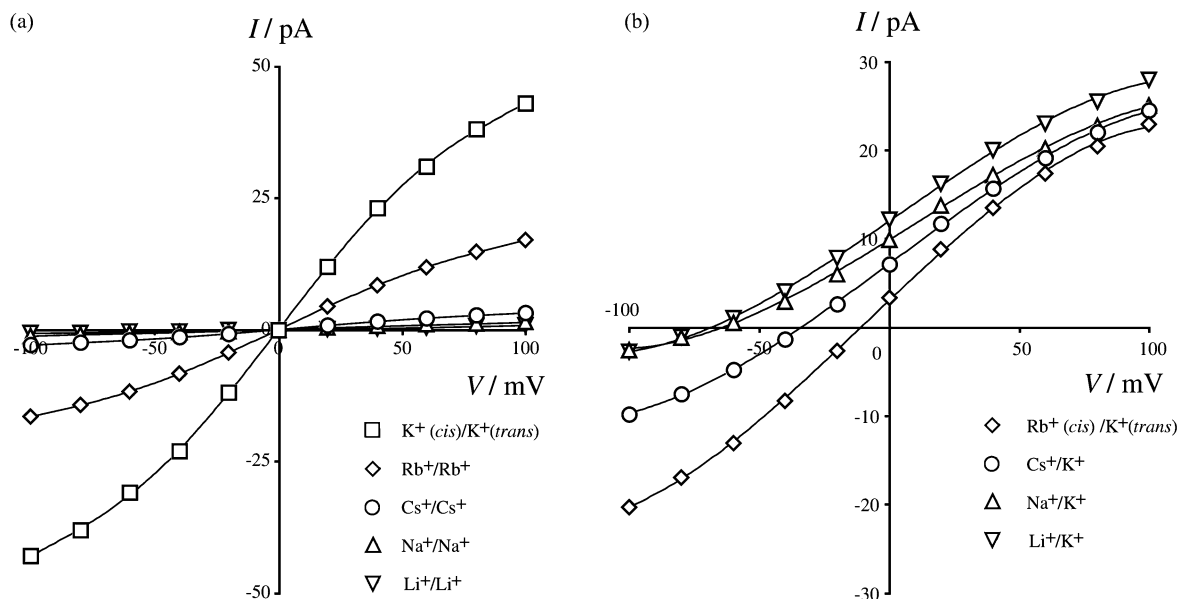 (a)
I / pA
50
25
0
-100
-50
0
50
100
V / mV
-25
-50
K⁺ (cis)/K⁺(trans)
Rb⁺/Rb⁺
Cs⁺/Cs⁺
Na⁺/Na⁺
Li⁺/Li⁺
(b)
I / pA
30
20
10
-100
-50
0
50
100
V / mV
-10
-20
-30
Rb⁺ (cis) /K⁺(trans)
Cs⁺/K⁺
Na⁺/K⁺
Li⁺/K⁺